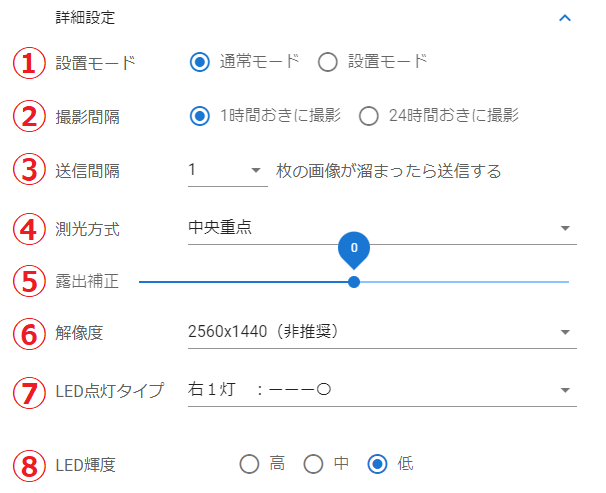 詳細設定
① 設置モード 通常モード 設置モード
② 撮影間隔 1時間おきに撮影 24時間おきに撮影
③ 送信間隔 1 枚の画像が溜まったら送信する
④ 測光方式 中央重点
0
⑤ 露出補正
⑥ 解像度 2560x1440（非推奨）
⑦ LED点灯タイプ 右１灯　：ーーー〇
⑧ LED輝度 高 中 低